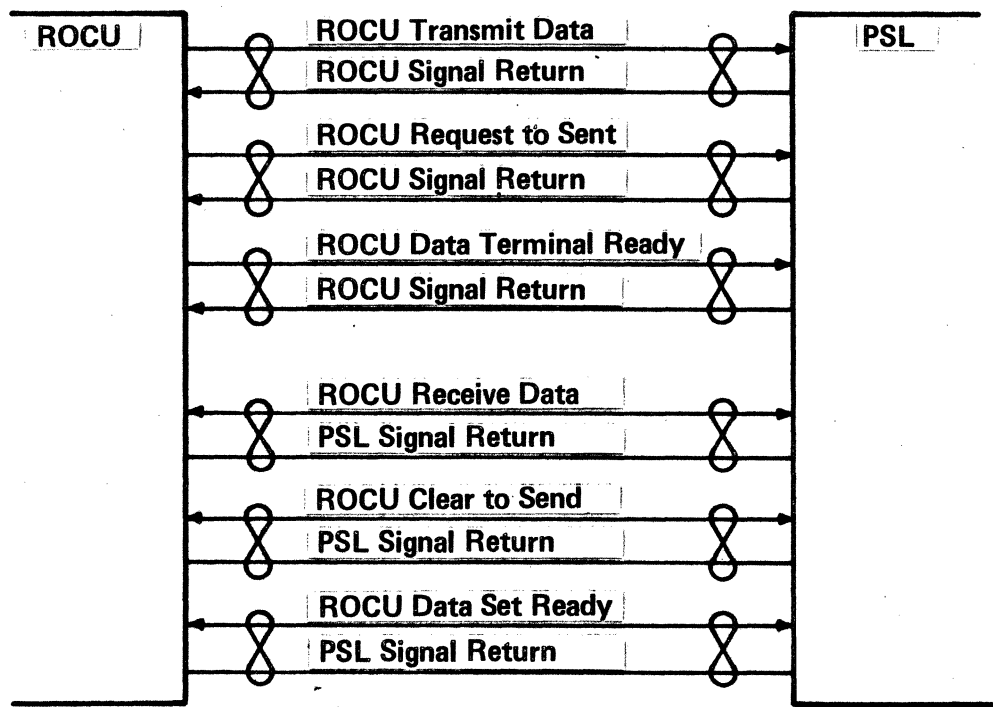 ROCU
PSL
ROCU Transmit Data
ROCU Signal Return
ROCU Request to Sent
ROCU Signal Return
ROCU Data Terminal Ready
ROCU Signal Return
ROCU Receive Data
PSL Signal Return
ROCU Clear to Send
PSL Signal Return
ROCU Data Set Ready
PSL Signal Return